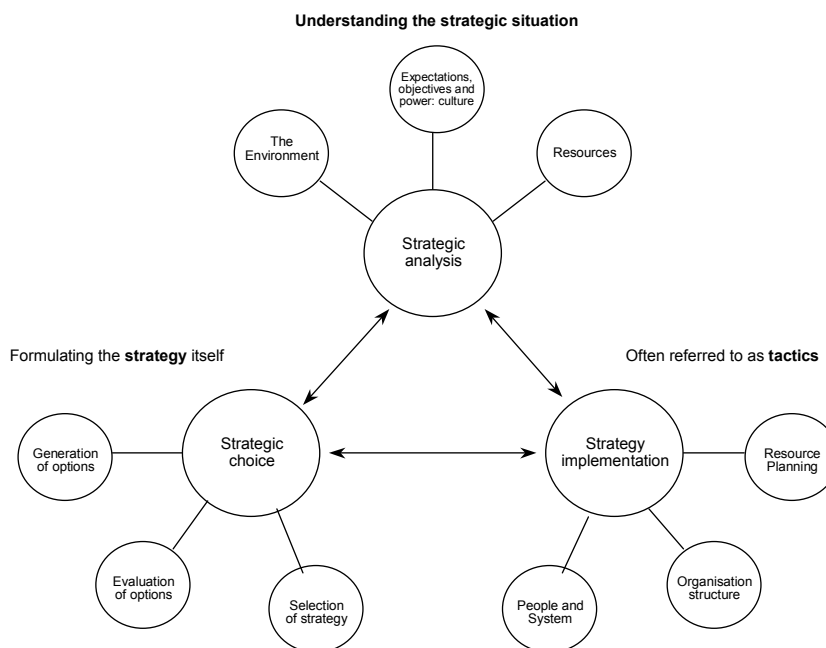 Understanding the strategic situation
Expectations,
objectives and
power: culture
The
Environment
Resources
Strategic
analysis
Formulating the strategy itself
Often referred to as tactics
Generation
of options
Strategic
choice
Strategy
implementation
Resource
Planning
Evaluation
of options
Selection
of strategy
People and
System
Organisation
structure